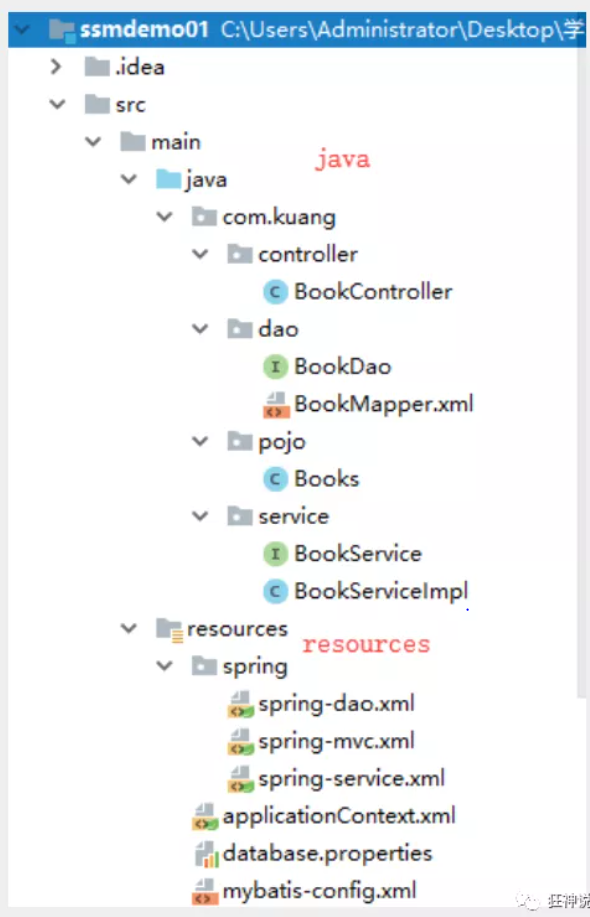 ssmdemo01 C:\Users\Administrator\Desktop\学
.idea
src
main
java
java
com.kuang
controller
C BookController
dao
I BookDao
BookMapper.xml
pojo
C Books
service
I BookService
C BookServiceImpl
resources
resources
spring
spring-dao.xml
spring-mvc.xml
spring-service.xml
applicationContext.xml
database.properties
mybatis-config.xml
狂神说